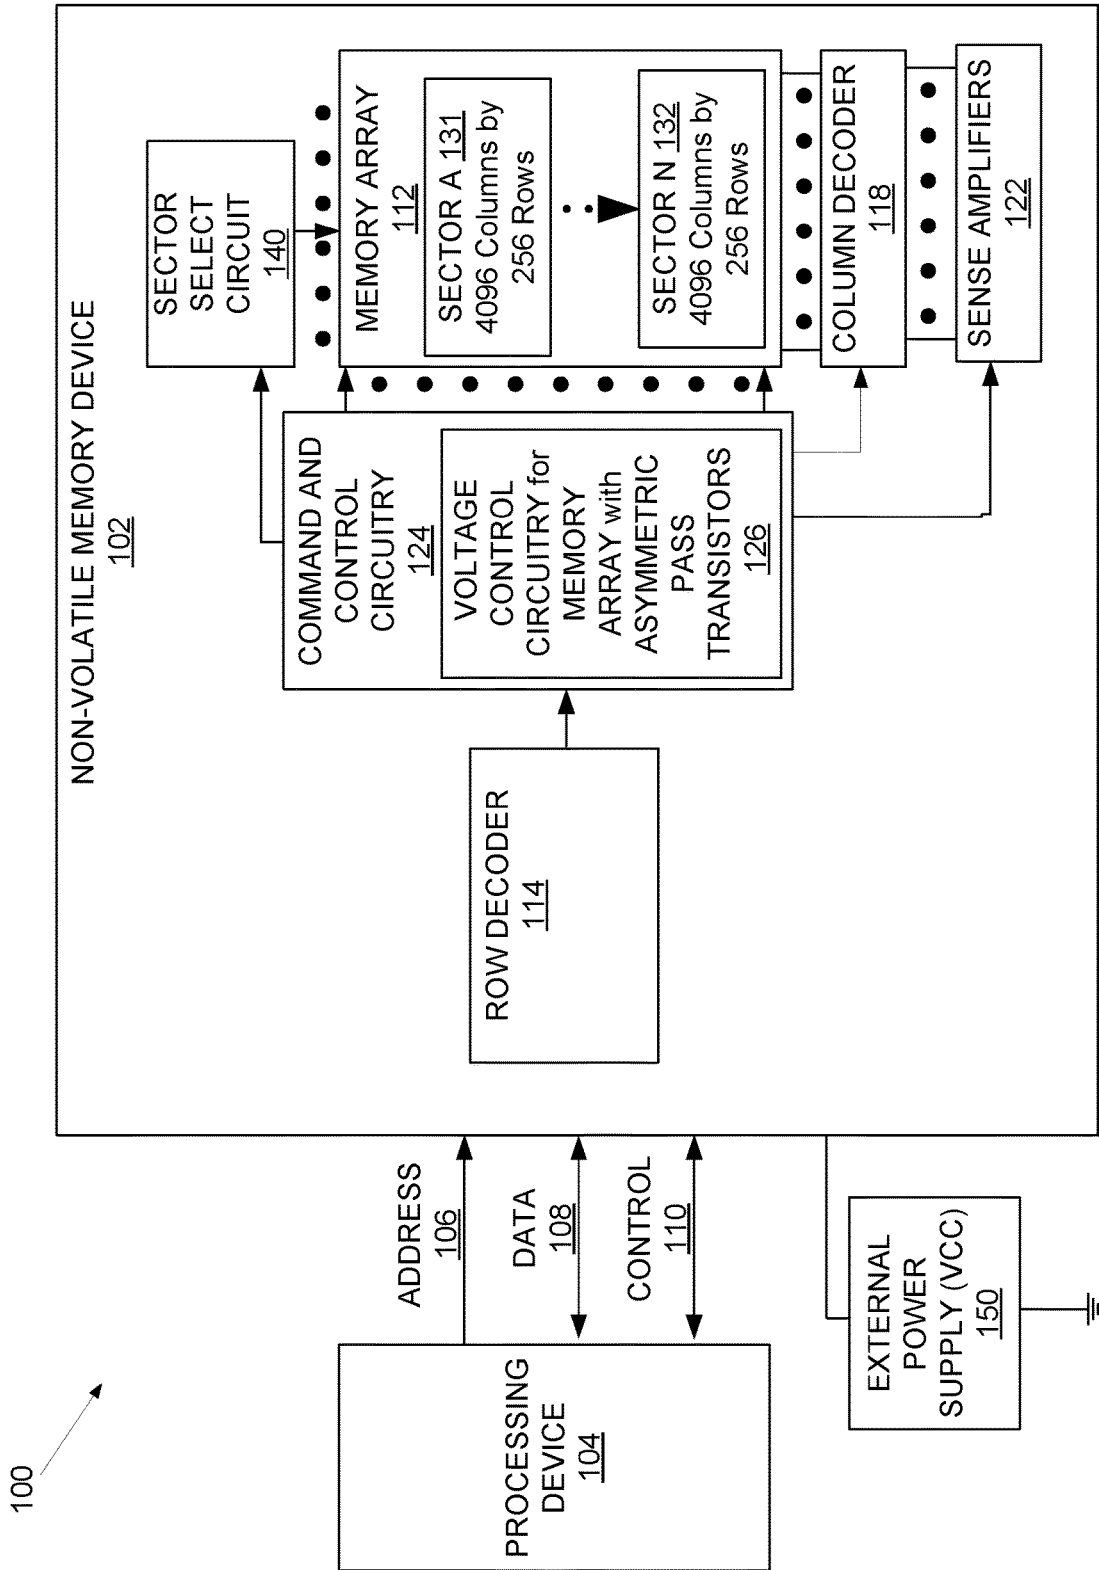 100
PROCESSING
DEVICE
104
ADDRESS
106
DATA
108
CONTROL
110
EXTERNAL
POWER
SUPPLY (VCC)
150
NON-VOLATILE MEMORY DEVICE
102
ROW DECODER
114
COMMAND AND
CONTROL
CIRCUITRY
124
VOLTAGE
CONTROL
CIRCUITRY for
MEMORY
ARRAY with
ASYMMETRIC
PASS
TRANSISTORS
126
SECTOR
SELECT
CIRCUIT
140
MEMORY ARRAY
112
SECTOR A 131
4096 Columns by
256 Rows
SECTOR N 132
4096 Columns by
256 Rows
COLUMN DECODER
118
SENSE AMPLIFIERS
122